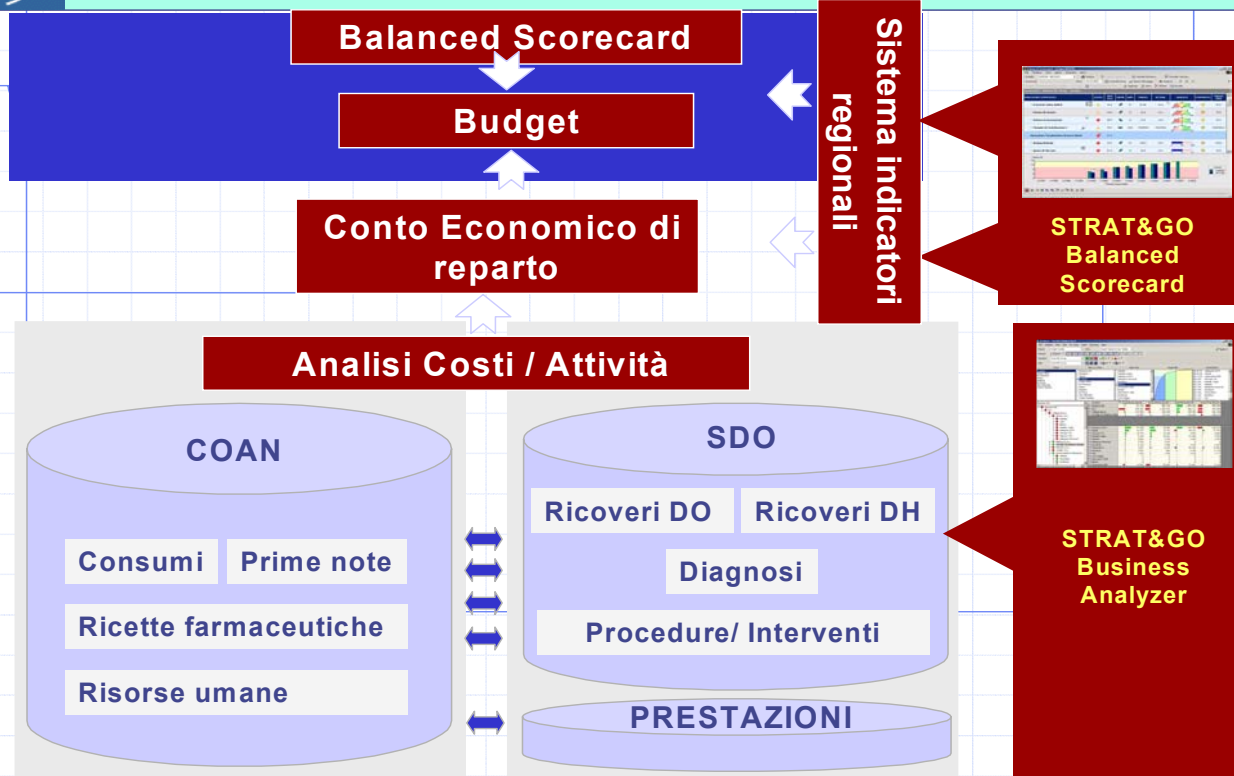 Balanced Scorecard
Budget
Sistema indicatori
regionali
Conto Economico di
reparto
STRAT&GO
Balanced
Scorecard
Analisi Costi / Attività
COAN
Consumi
Prime note
Ricette farmaceutiche
Risorse umane
SDO
Ricoveri DO
Ricoveri DH
Diagnosi
Procedure/ Interventi
PRESTAZIONI
STRAT&GO
Business
Analyzer